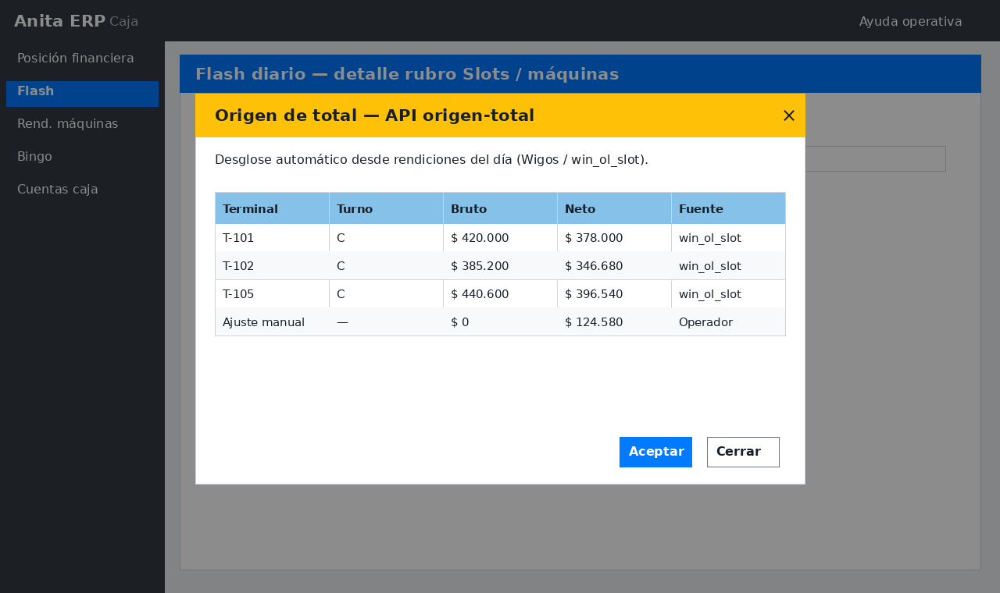 Anita ERP Caja
Ayuda operativa
Posición financiera
Flash
Rend. máquinas
Bingo
Cuentas caja
Flash diario — detalle rubro Slots / máquinas
Origen de total — API origen-total ×
Desglose automático desde rendiciones del día (Wigos / win_ol_slot).
Terminal Turno Bruto Neto Fuente
T-101 C $ 420.000 $ 378.000 win_ol_slot
T-102 C $ 385.200 $ 346.680 win_ol_slot
T-105 C $ 440.600 $ 396.540 win_ol_slot
Ajuste manual — $ 0 $ 124.580 Operador
Aceptar Cerrar